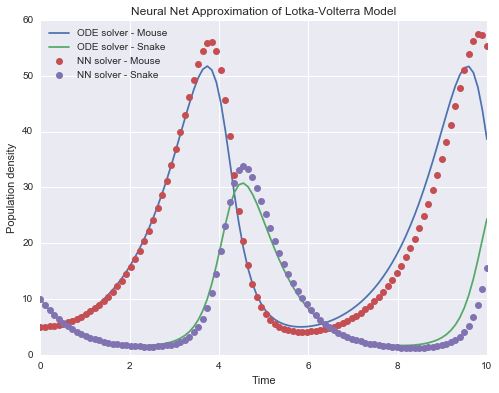 Neural Net Approximation of Lotka-Volterra Model
60
50
40
30
20
10
0
Population density
ODE solver - Mouse
ODE solver - Snake
NN solver - Mouse
NN solver - Snake
0 2 4 6 8 10
Time